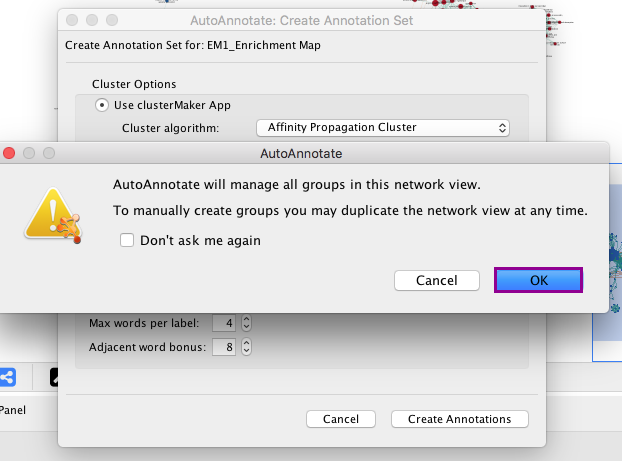 AutoAnnotate: Create Annotation Set
Create Annotation Set for: EM1_Enrichment Map
Cluster Options
Use clusterMaker App
Cluster algorithm: Affinity Propagation Cluster
AutoAnnotate
AutoAnnotate will manage all groups in this network view.
To manually create groups you may duplicate the network view at any time.
Don't ask me again
Cancel OK
Max words per label: 4
Adjacent word bonus: 8
Panel
Cancel Create Annotations